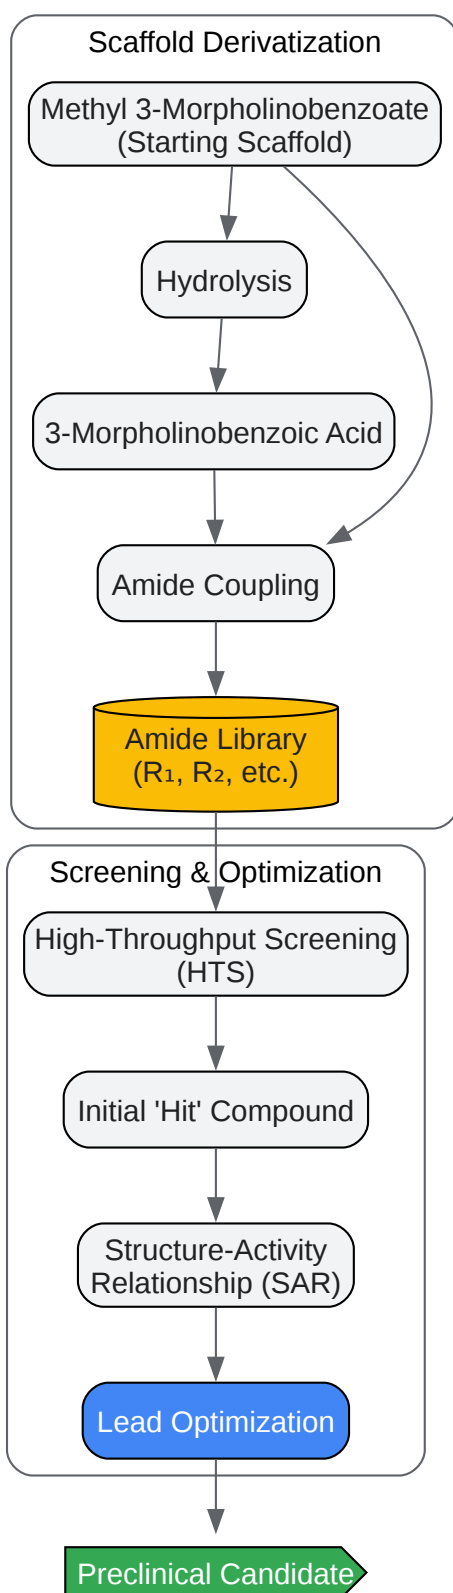 Scaffold Derivatization
Methyl 3-Morpholinobenzoate
(Starting Scaffold)
Hydrolysis
3-Morpholinobenzoic Acid
Amide Coupling
Amide Library
(R₁, R₂, etc.)
Screening & Optimization
High-Throughput Screening
(HTS)
Initial 'Hit' Compound
Structure-Activity
Relationship (SAR)
Lead Optimization
Preclinical Candidate